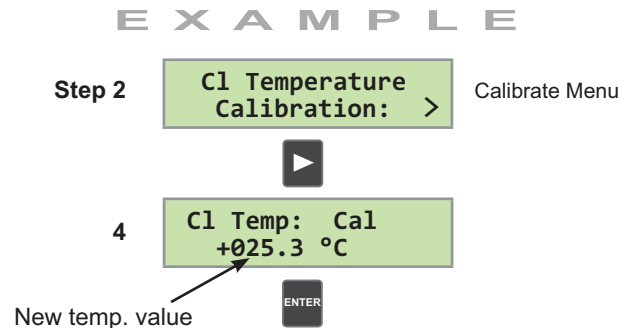 EXAMPLE
Step 2
Cl Temperature
Calibration: >
Calibrate Menu
4
Cl Temp: Cal
+025.3 °C
New temp. value
ENTER